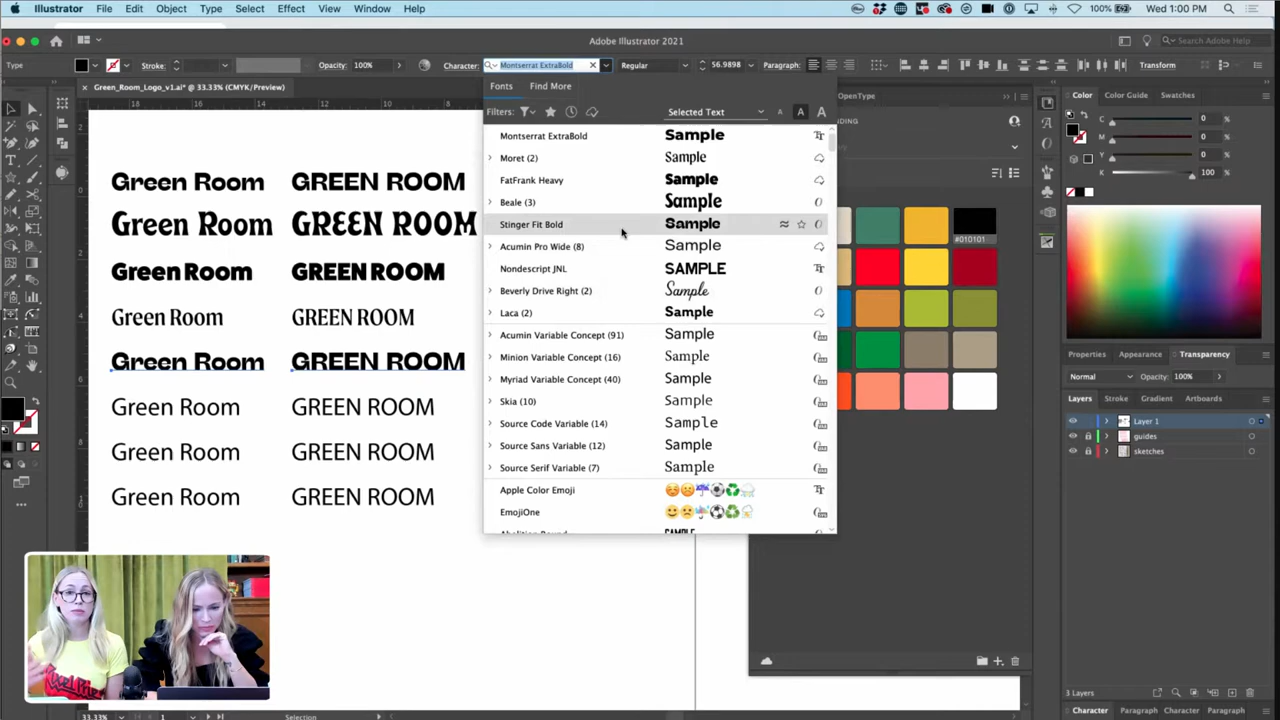 Illustrator File Edit Object Type Select Effect View Window Help 100% Wed 1:00 PM
Adobe Illustrator 2021 Search Adobe Help
Type Stroke: Opacity: 100% Character: Montserrat ExtraBold Regular 56.9898 Paragraph: Transform
Green_Room_Logo_v1.ai* @ 33.33% (CMYK/Preview)
Fonts Find More
OpenType
Color Color Guide Swatches
16 14 12 10 8
Filters: Selected Text A A A
C 0 %
M 0 %
Y 0 %
K 100 %
Montserrat ExtraBold Sample
Moret (2) Sample
FatFrank Heavy Sample
Beale (3) Sample
Stinger Fit Bold Sample
Acumin Pro Wide (8) Sample
Nondescript JNL SAMPLE
Beverly Drive Right (2) Sample
Laca (2) Sample
Acumin Variable Concept (91) Sample
Minion Variable Concept (16) Sample
Myriad Variable Concept (40) Sample
Skia (10) Sample
Source Code Variable (14) Sample
Source Sans Variable (12) Sample
Source Serif Variable (7) Sample
Apple Color Emoji
EmojiOne
Green Room GREEN ROOM
Green Room GREEN ROOM
Green Room GREEN ROOM
Green Room GREEN ROOM
Green Room GREEN ROOM
Green Room GREEN ROOM
Green Room GREEN ROOM
Green Room GREEN ROOM
#010101
Properties Appearance Transparency
Normal Opacity: 100%
Layers Stroke Gradient Artboards
Layer 1
guides
sketches
3 Layers
Character Paragraph Character Paragraph
33.33% 1 Selection